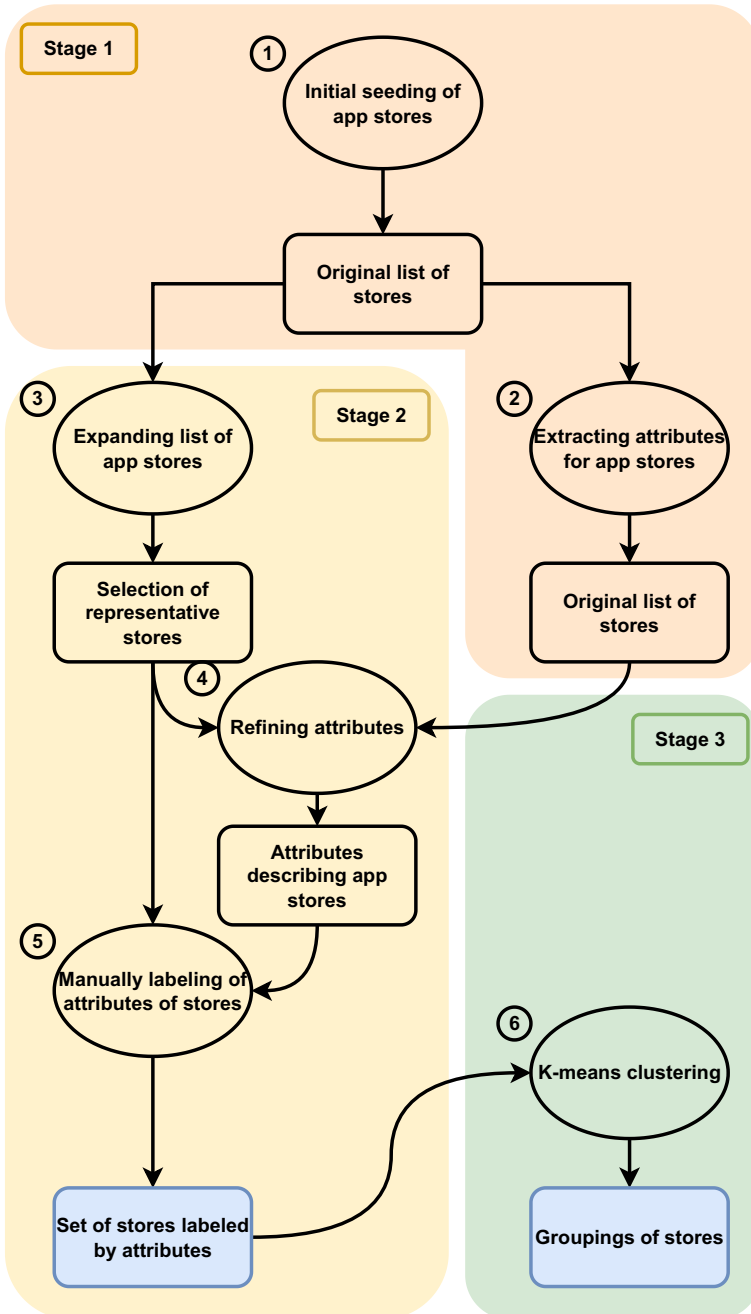 Stage 1
1
Initial seeding of
app stores
Original list of
stores
3
Expanding list of
app stores
Stage 2
2
Extracting attributes
for app stores
Selection of
representative
stores
Original list of
stores
4
Refining attributes
Stage 3
Attributes
describing app
stores
5
Manually labeling of
attributes of stores
6
K-means clustering
Set of stores labeled
by attributes
Groupings of stores